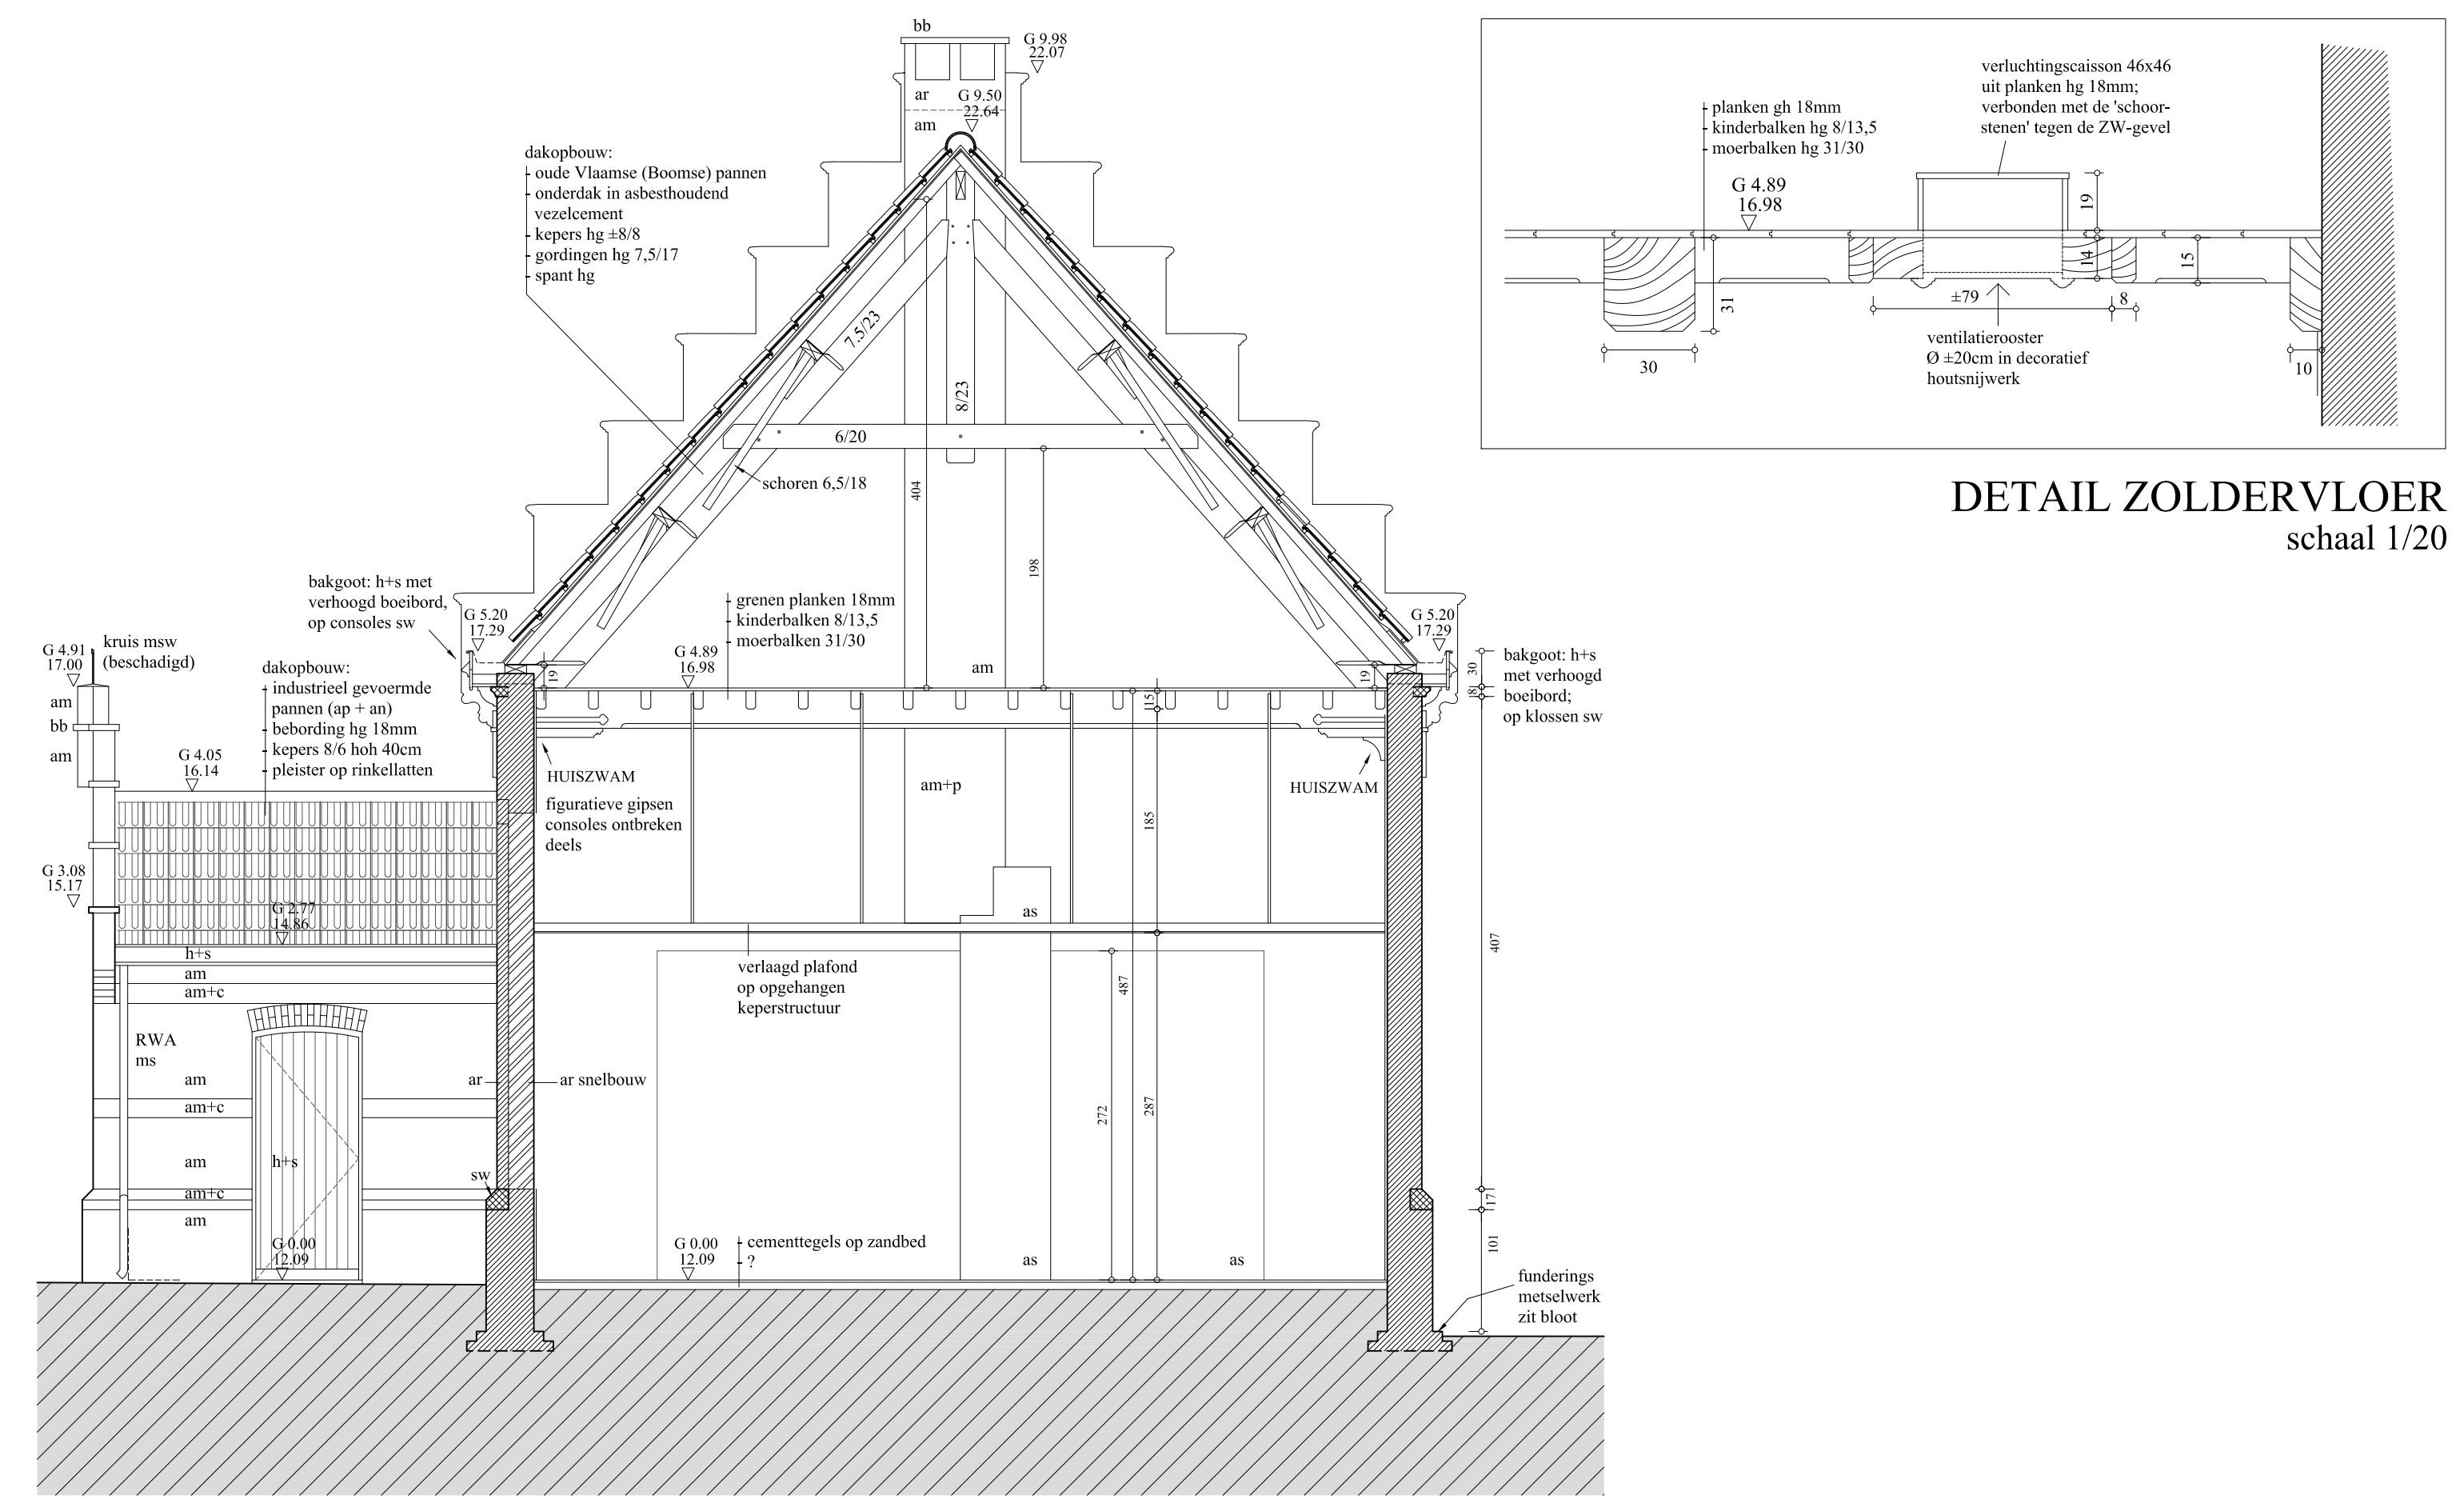 bb
G 9.98
22.07
ar
G 9.50
22.64
am
dakopbouw:
- oude Vlaamse (Boomse) pannen
- onderdak in asbesthoudend
vezelcement
- kepers hg ±8/8
- gordingen hg 7,5/17
- spant hg
7.5/23
8/23
6/20
schoren 6,5/18
404
198
bakgoot: h+s met
verhoogd boeibord,
op consoles sw
G 5.20
17.29
- grenen planken 18mm
- kinderbalken 8/13,5
- moerbalken 31/30
G 4.89
16.98
am
19
19
G 5.20
17.29
bakgoot: h+s
met verhoogd
boeibord;
op klossen sw
30
8
G 4.91
17.00
kruis msw
(beschadigd)
am
bb
am
dakopbouw:
- industrieel gevoermde
pannen (ap + an)
- bebording hg 18mm
- kepers 8/6 hoh 40cm
- pleister op rinkellatten
G 4.05
16.14
G 3.08
15.17
G 2.77
14.86
HUISZWAM
figuratieve gipsen
consoles ontbreken
deels
am+p
15
185
HUISZWAM
as
verlaagd plafond
op opgehangen
keperstructuur
487
407
272
287
h+s
am
am+c
RWA
ms
am
am+c
am
h+s
am+c
am
ar
ar snelbouw
sw
G 0.00
12.09
G 0.00
12.09
- cementtegels op zandbed
- ?
as
as
17
101
funderings
metselwerk
zit bloot
- planken gh 18mm
- kinderbalken hg 8/13,5
- moerbalken hg 31/30
verluchtingscaisson 46x46
uit planken hg 18mm;
verbonden met de 'schoor-
stenen' tegen de ZW-gevel
G 4.89
16.98
19
14
15
31
±79
8
30
10
ventilatierooster
Ø ±20cm in decoratief
houtsnijwerk
DETAIL ZOLDERVLOER
schaal 1/20